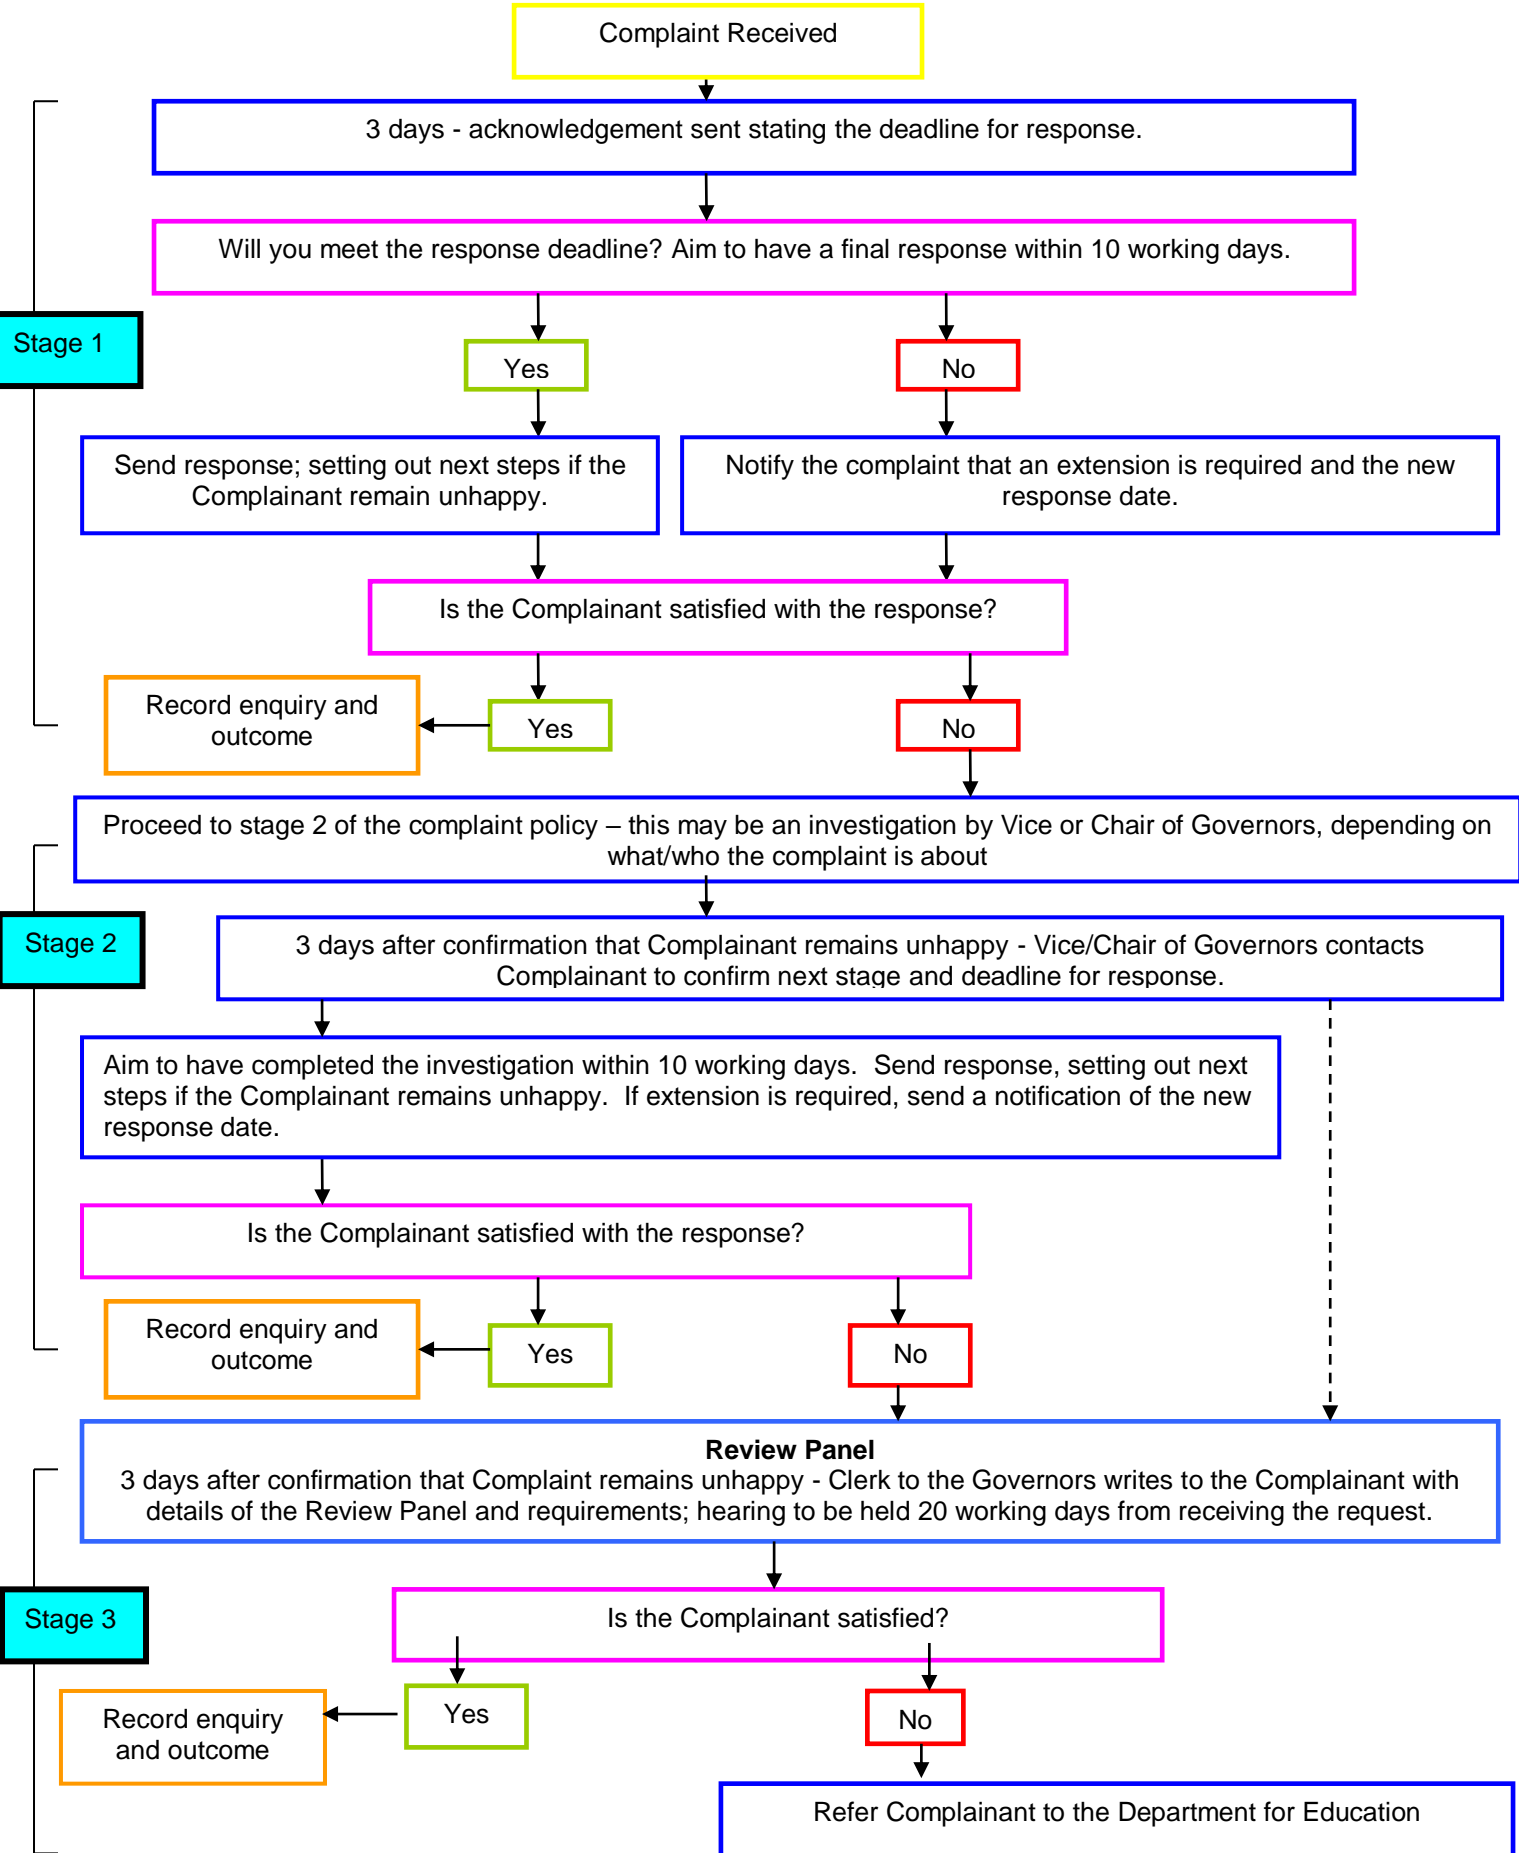 Complaint Received
3 days - acknowledgement sent stating the deadline for response.
Will you meet the response deadline? Aim to have a final response within 10 working days.
Stage 1
Yes
No
Send response; setting out next steps if the
Complainant remain unhappy.
Notify the complaint that an extension is required and the new
response date.
Is the Complainant satisfied with the response?
Record enquiry and
outcome
Yes
No
Proceed to stage 2 of the complaint policy – this may be an investigation by Vice or Chair of Governors, depending on
what/who the complaint is about
Stage 2
3 days after confirmation that Complainant remains unhappy - Vice/Chair of Governors contacts
Complainant to confirm next stage and deadline for response.
Aim to have completed the investigation within 10 working days.  Send response, setting out next
steps if the Complainant remains unhappy.  If extension is required, send a notification of the new
response date.
Is the Complainant satisfied with the response?
Record enquiry and
outcome
Yes
No
Review Panel
3 days after confirmation that Complaint remains unhappy - Clerk to the Governors writes to the Complainant with
details of the Review Panel and requirements; hearing to be held 20 working days from receiving the request.
Stage 3
Is the Complainant satisfied?
Record enquiry
and outcome
Yes
No
Refer Complainant to the Department for Education